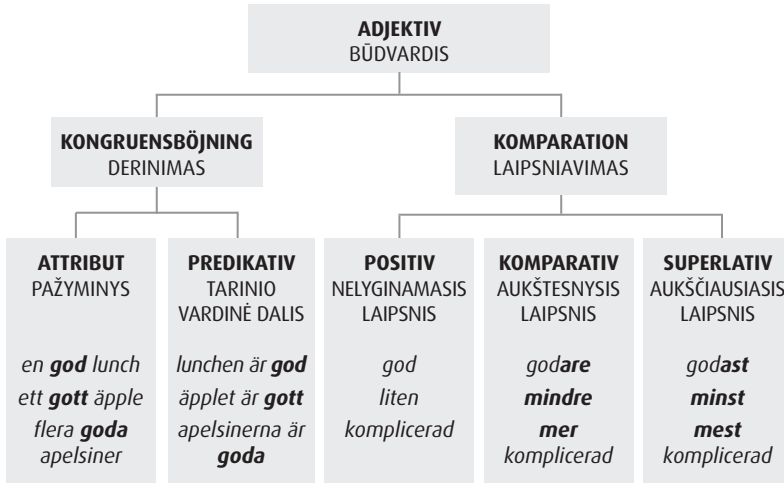 ADJEKTIV
BŪDVARDIS
KONGRUENSBÖJNING
DERINIMAS
KOMPARATION
LAIPSNIAVIMAS
ATTRIBUT
PAŽYMINYS
en god lunch
ett gott äpple
flera goda
apelsiner
PREDIKATIV
TARINIO
VARDINĖ DALIS
lunchen är god
äpplet är gott
apelsinerna är
goda
POSITIV
NELYGINAMASIS
LAIPSNIS
god
liten
komplicerad
KOMPARATIV
AUKŠTESNYSIS
LAIPSNIS
godare
mindre
mer
komplicerad
SUPERLATIV
AUKŠČIAUSIASIS
LAIPSNIS
godast
minst
mest
komplicerad